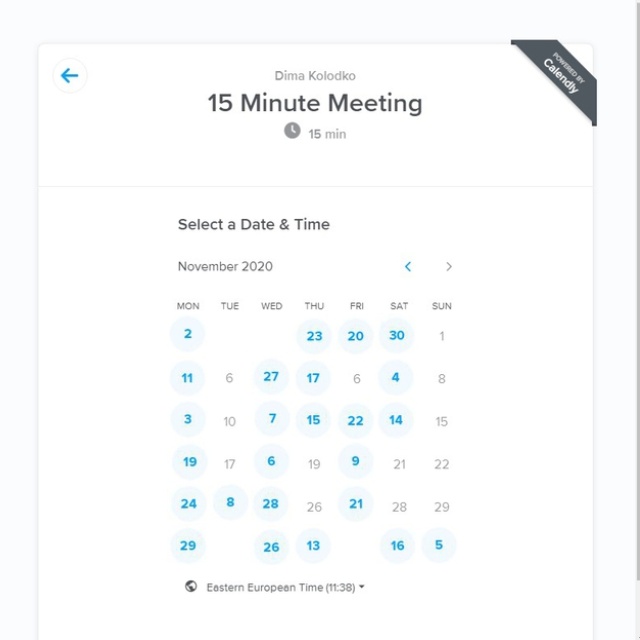 POWERED BY
Calendly
Dima Kolodko
15 Minute Meeting
15 min
Select a Date & Time
November 2020
MON TUE WED THU FRI SAT SUN
2 23 20 30 1
11 6 27 17 6 4 8
3 10 7 15 22 14 15
19 17 6 19 9 21 22
24 8 28 26 21 28 29
29 26 13 16 5
Eastern European Time (11:38)